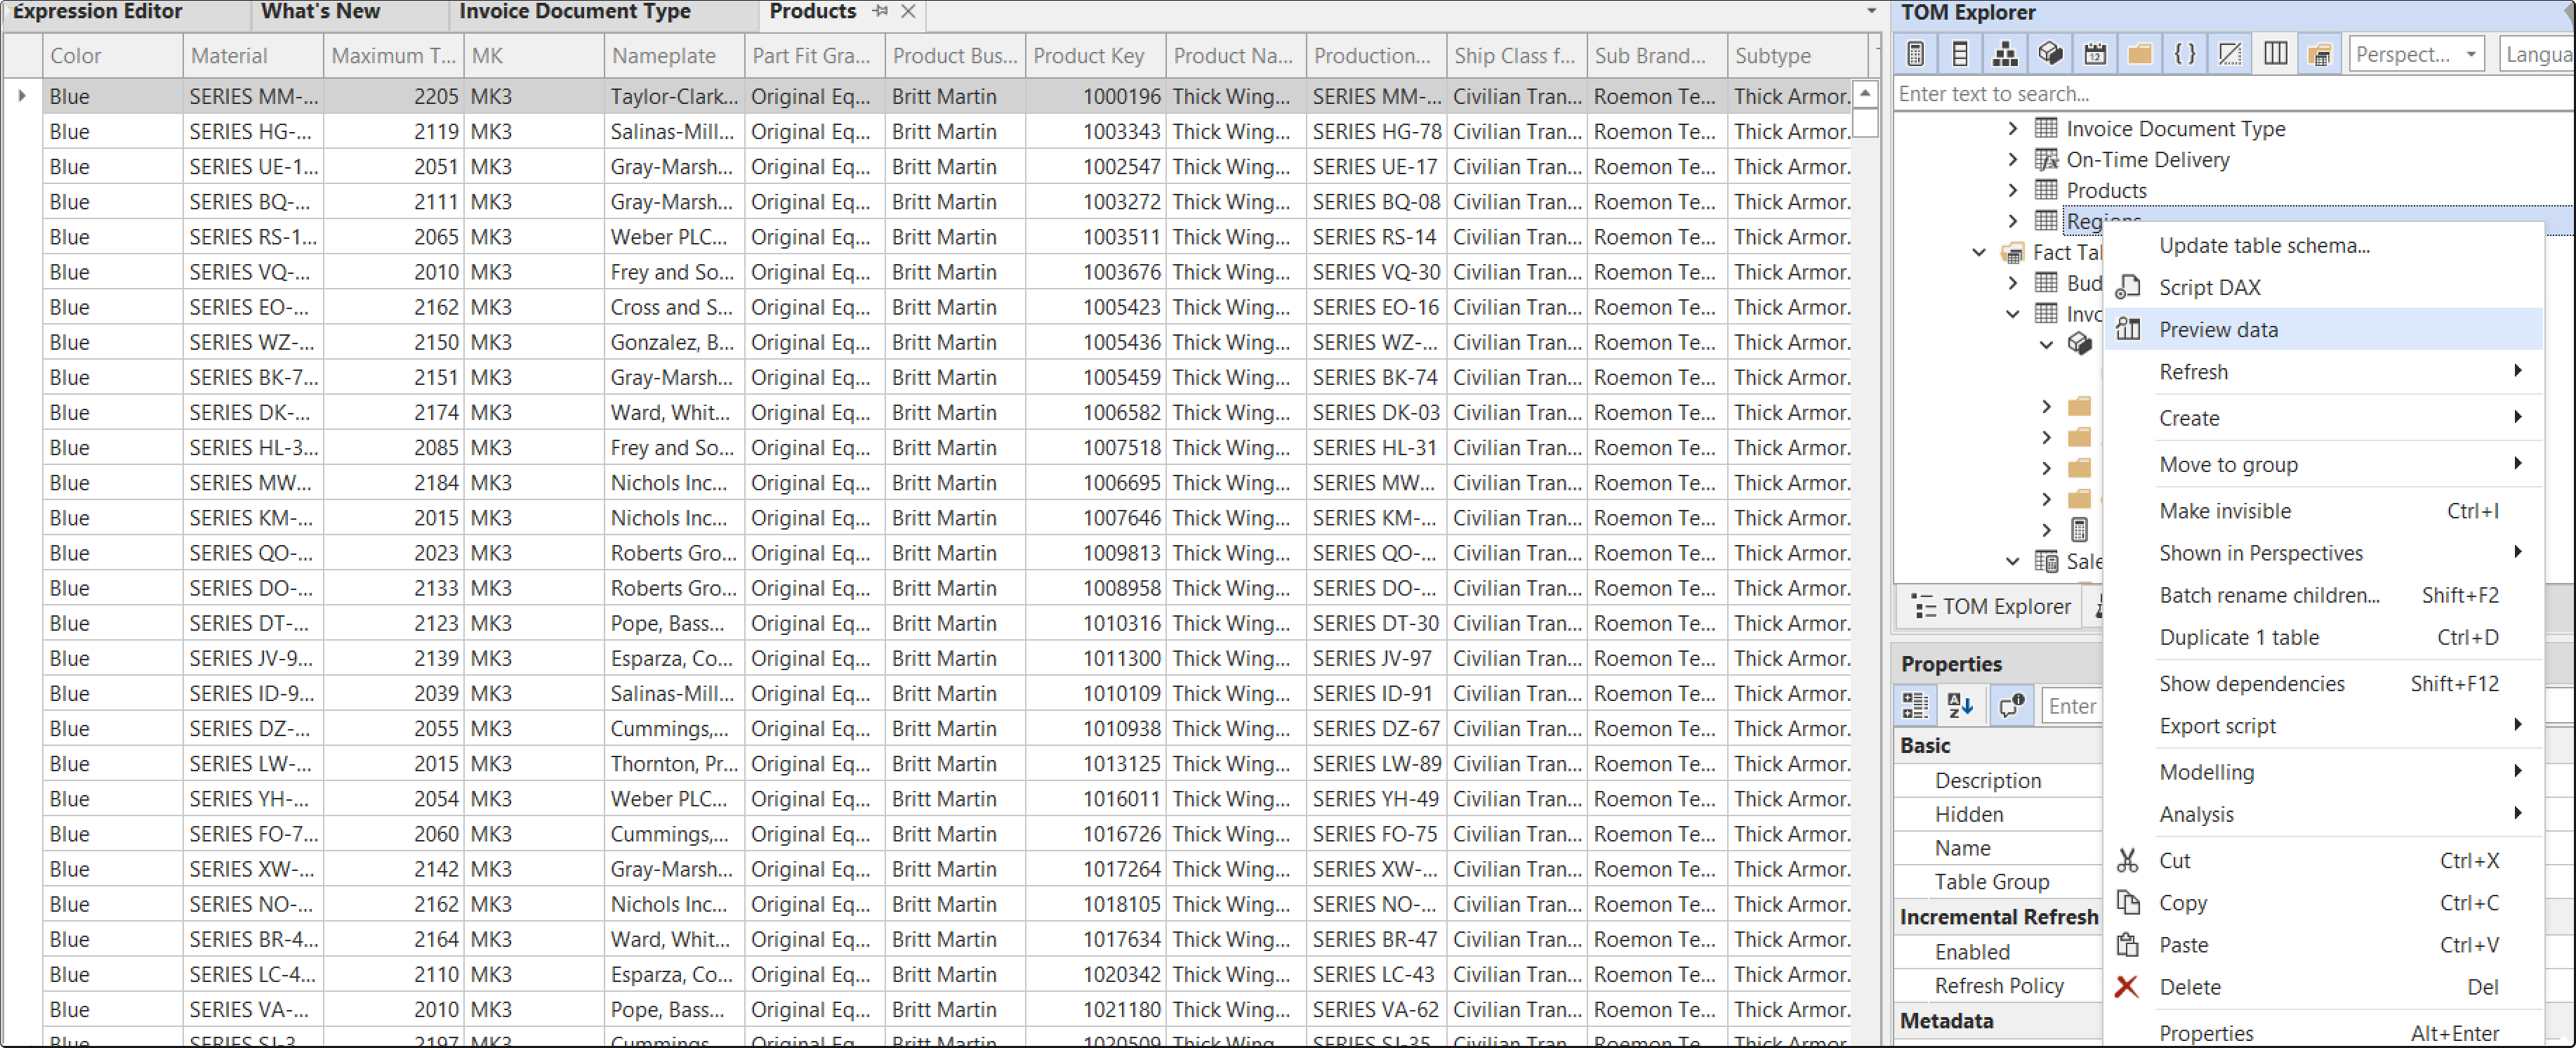 Expression Editor What's New Invoice Document Type Products
Color Material Maximum T... MK Nameplate Part Fit Gra... Product Bus... Product Key Product Na... Production... Ship Class f... Sub Brand... Subtype
Blue SERIES MM-... 2205 MK3 Taylor-Clark... Original Eq... Britt Martin 1000196 Thick Wing... SERIES MM-... Civilian Tran... Roemon Te... Thick Armor.
Blue SERIES HG-... 2119 MK3 Salinas-Mill... Original Eq... Britt Martin 1003343 Thick Wing... SERIES HG-78 Civilian Tran... Roemon Te... Thick Armor.
Blue SERIES UE-1... 2051 MK3 Gray-Marsh... Original Eq... Britt Martin 1002547 Thick Wing... SERIES UE-17 Civilian Tran... Roemon Te... Thick Armor.
Blue SERIES BQ-... 2111 MK3 Gray-Marsh... Original Eq... Britt Martin 1003272 Thick Wing... SERIES BQ-08 Civilian Tran... Roemon Te... Thick Armor.
Blue SERIES RS-1... 2065 MK3 Weber PLC... Original Eq... Britt Martin 1003511 Thick Wing... SERIES RS-14 Civilian Tran... Roemon Te... Thick Armor.
Blue SERIES VQ-... 2010 MK3 Frey and So... Original Eq... Britt Martin 1003676 Thick Wing... SERIES VQ-30 Civilian Tran... Roemon Te... Thick Armor.
Blue SERIES EO-... 2162 MK3 Cross and S... Original Eq... Britt Martin 1005423 Thick Wing... SERIES EO-16 Civilian Tran... Roemon Te... Thick Armor.
Blue SERIES WZ-... 2150 MK3 Gonzalez, B... Original Eq... Britt Martin 1005436 Thick Wing... SERIES WZ-... Civilian Tran... Roemon Te... Thick Armor.
Blue SERIES BK-7... 2151 MK3 Gray-Marsh... Original Eq... Britt Martin 1005459 Thick Wing... SERIES BK-74 Civilian Tran... Roemon Te... Thick Armor.
Blue SERIES DK-... 2174 MK3 Ward, Whit... Original Eq... Britt Martin 1006582 Thick Wing... SERIES DK-03 Civilian Tran... Roemon Te... Thick Armor.
Blue SERIES HL-3... 2085 MK3 Frey and So... Original Eq... Britt Martin 1007518 Thick Wing... SERIES HL-31 Civilian Tran... Roemon Te... Thick Armor.
Blue SERIES MW... 2184 MK3 Nichols Inc... Original Eq... Britt Martin 1006695 Thick Wing... SERIES MW... Civilian Tran... Roemon Te... Thick Armor.
Blue SERIES KM-... 2015 MK3 Nichols Inc... Original Eq... Britt Martin 1007646 Thick Wing... SERIES KM-... Civilian Tran... Roemon Te... Thick Armor.
Blue SERIES QO-... 2023 MK3 Roberts Gro... Original Eq... Britt Martin 1009813 Thick Wing... SERIES QO-... Civilian Tran... Roemon Te... Thick Armor.
Blue SERIES DO-... 2133 MK3 Roberts Gro... Original Eq... Britt Martin 1008958 Thick Wing... SERIES DO-... Civilian Tran... Roemon Te... Thick Armor.
Blue SERIES DT-... 2123 MK3 Pope, Bass... Original Eq... Britt Martin 1010316 Thick Wing... SERIES DT-30 Civilian Tran... Roemon Te... Thick Armor.
Blue SERIES JV-9... 2139 MK3 Esparza, Co... Original Eq... Britt Martin 1011300 Thick Wing... SERIES JV-97 Civilian Tran... Roemon Te... Thick Armor.
Blue SERIES ID-9... 2039 MK3 Salinas-Mill... Original Eq... Britt Martin 1010109 Thick Wing... SERIES ID-91 Civilian Tran... Roemon Te... Thick Armor.
Blue SERIES DZ-... 2055 MK3 Cummings,... Original Eq... Britt Martin 1010938 Thick Wing... SERIES DZ-67 Civilian Tran... Roemon Te... Thick Armor.
Blue SERIES LW-... 2015 MK3 Thornton, Pr... Original Eq... Britt Martin 1013125 Thick Wing... SERIES LW-89 Civilian Tran... Roemon Te... Thick Armor.
Blue SERIES YH-... 2054 MK3 Weber PLC... Original Eq... Britt Martin 1016011 Thick Wing... SERIES YH-49 Civilian Tran... Roemon Te... Thick Armor.
Blue SERIES FO-7... 2060 MK3 Cummings,... Original Eq... Britt Martin 1016726 Thick Wing... SERIES FO-75 Civilian Tran... Roemon Te... Thick Armor.
Blue SERIES XW-... 2142 MK3 Gray-Marsh... Original Eq... Britt Martin 1017264 Thick Wing... SERIES XW-... Civilian Tran... Roemon Te... Thick Armor.
Blue SERIES NO-... 2162 MK3 Nichols Inc... Original Eq... Britt Martin 1018105 Thick Wing... SERIES NO-... Civilian Tran... Roemon Te... Thick Armor.
Blue SERIES BR-4... 2164 MK3 Ward, Whit... Original Eq... Britt Martin 1017634 Thick Wing... SERIES BR-47 Civilian Tran... Roemon Te... Thick Armor.
Blue SERIES LC-4... 2110 MK3 Esparza, Co... Original Eq... Britt Martin 1020342 Thick Wing... SERIES LC-43 Civilian Tran... Roemon Te... Thick Armor.
Blue SERIES VA-... 2010 MK3 Pope, Bass... Original Eq... Britt Martin 1021180 Thick Wing... SERIES VA-62 Civilian Tran... Roemon Te... Thick Armor.
Blue SERIES SJ-3... 2197 MK3 Cummings... Original Eq... Britt Martin 1020509 Thick Wing... SERIES SJ-35 Civilian Tran... Roemon Te... Thick Armor.
TOM Explorer
Perspect... Langua
Enter text to search...
Invoice Document Type
On-Time Delivery
Products
Regions
Fact Tal
Bud
Invo
Sale
TOM Explorer
Properties
Enter
Basic
Description
Hidden
Name
Table Group
Incremental Refresh
Enabled
Refresh Policy
Metadata
Update table schema...
Script DAX
Preview data
Refresh
Create
Move to group
Make invisible Ctrl+I
Shown in Perspectives
Batch rename children... Shift+F2
Duplicate 1 table Ctrl+D
Show dependencies Shift+F12
Export script
Modelling
Analysis
Cut Ctrl+X
Copy Ctrl+C
Paste Ctrl+V
Delete Del
Properties Alt+Enter